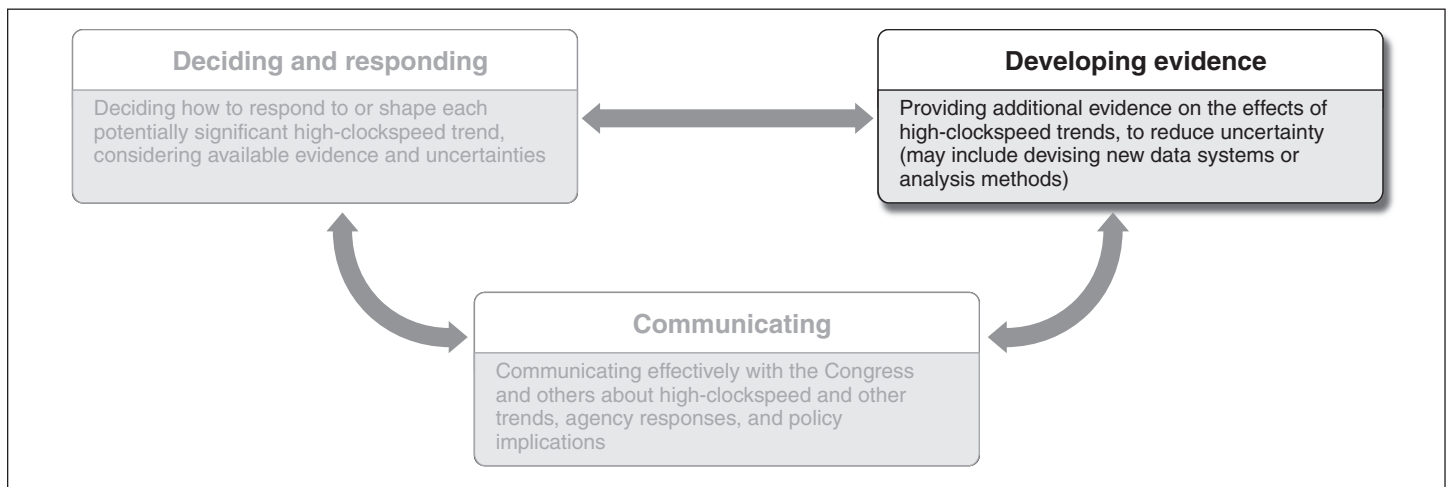 Deciding and responding
Deciding how to respond to or shape each
potentially significant high-clockspeed trend,
considering available evidence and uncertainties
Developing evidence
Providing additional evidence on the effects of
high-clockspeed trends, to reduce uncertainty
(may include devising new data systems or
analysis methods)
Communicating
Communicating effectively with the Congress
and others about high-clockspeed and other
trends, agency responses, and policy
implications